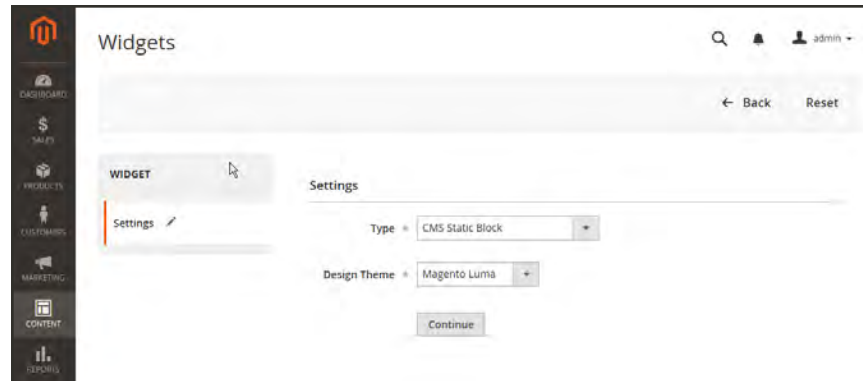 Widgets
admin
DASHBOARD
SALES
PRODUCTS
CUSTOMERS
MARKETING
CONTENT
REPORTS
← Back
Reset
WIDGET
Settings
Settings
Type * CMS Static Block
Design Theme * Magento Luma
Continue